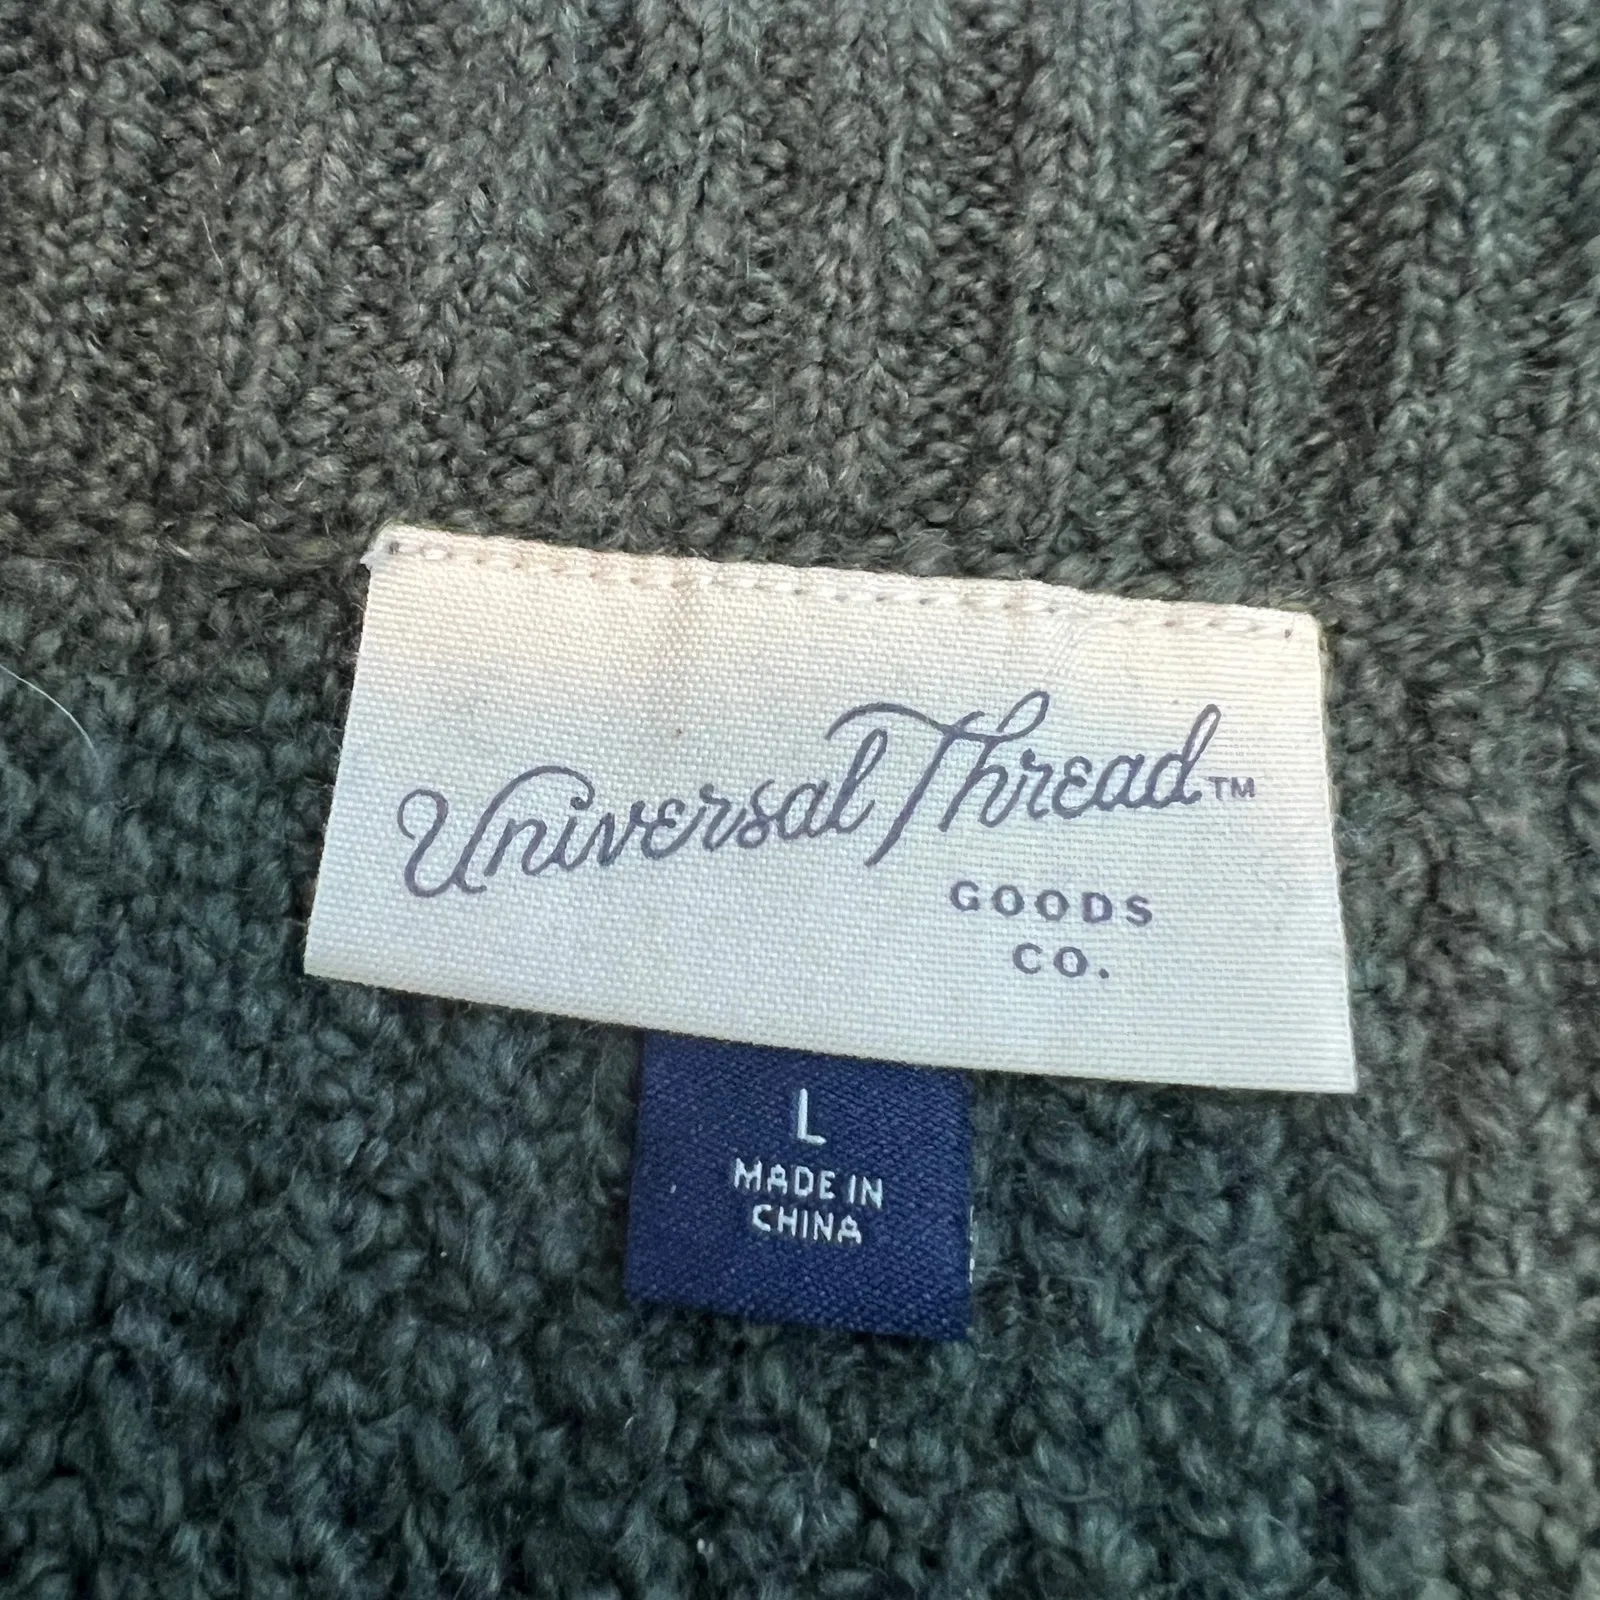 Universal Thread™
GOODS
CO.
L
MADE IN
CHINA